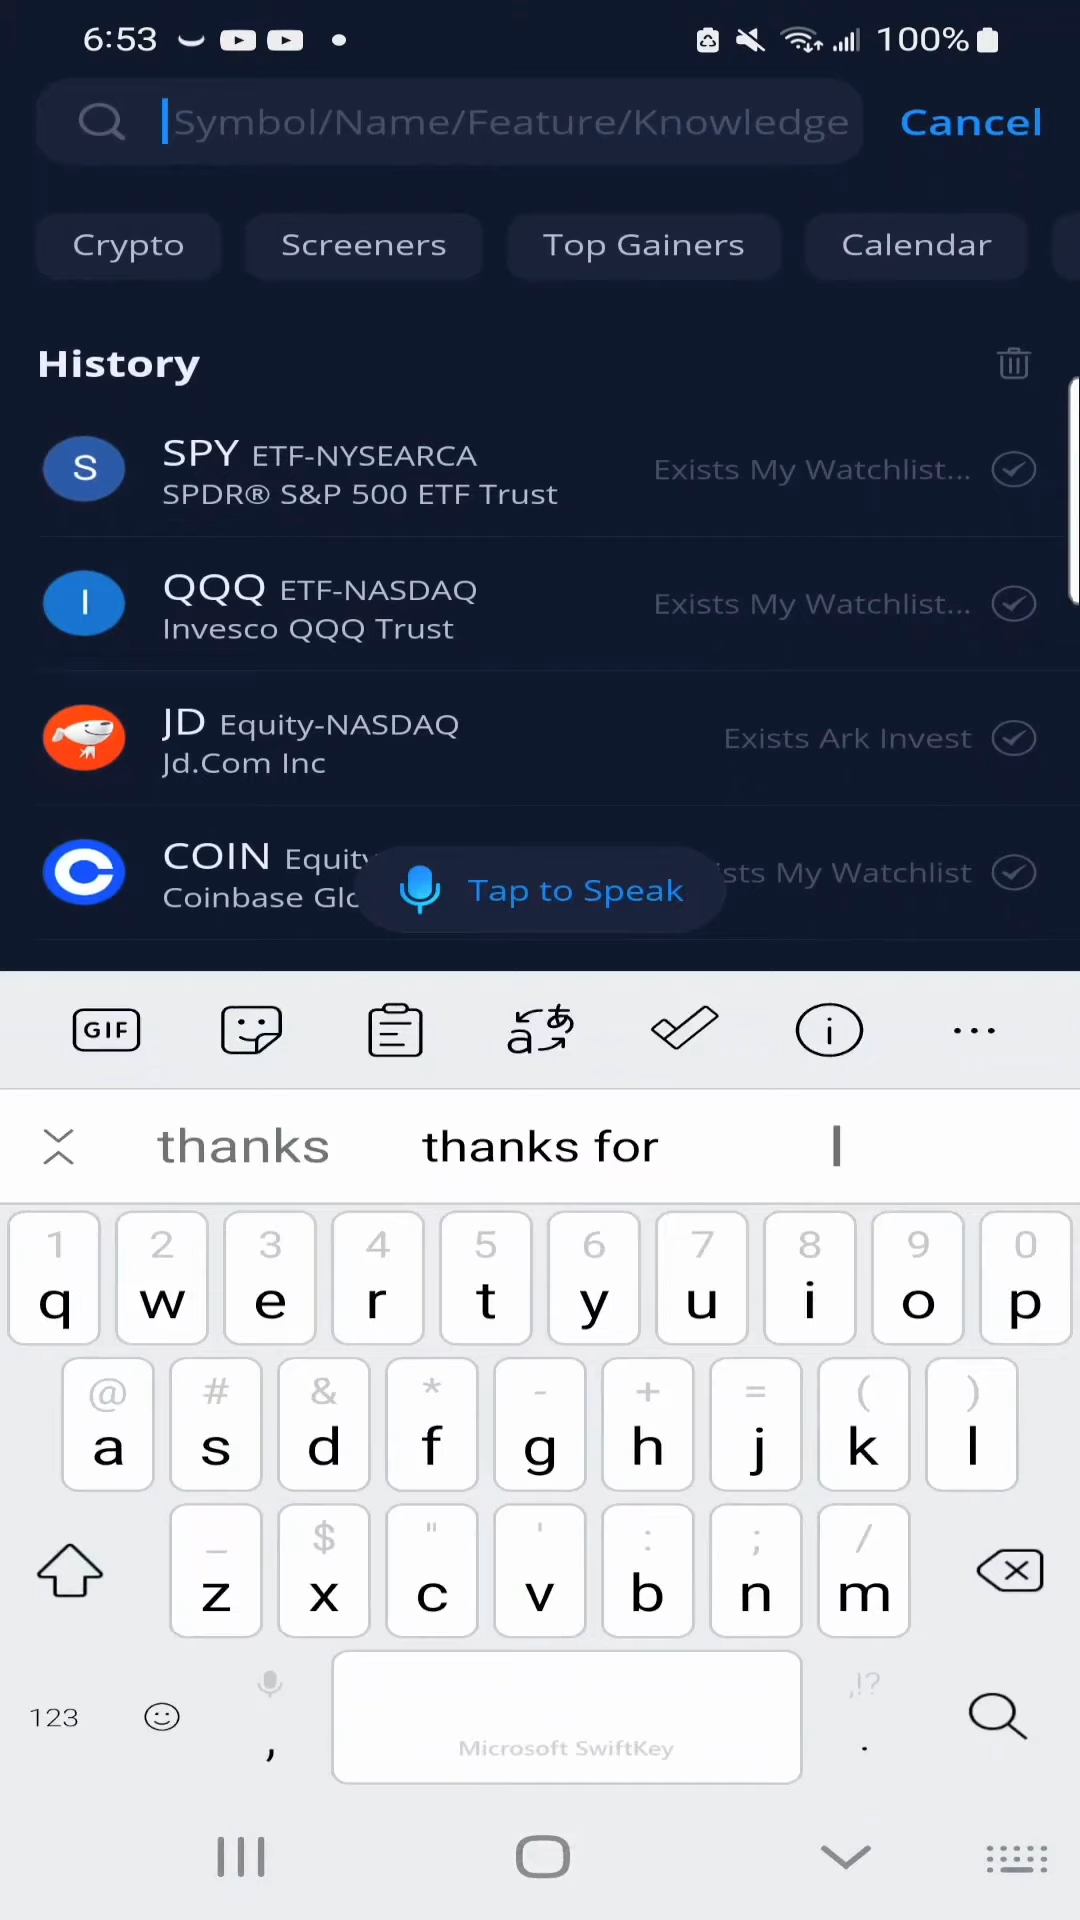 6:53 100%
Symbol/Name/Feature/Knowledge Cancel
Crypto Screeners Top Gainers Calendar
History
S SPY ETF-NYSEARCA Exists My Watchlist...
SPDR® S&P 500 ETF Trust
I QQQ ETF-NASDAQ Exists My Watchlist...
Invesco QQQ Trust
JD Equity-NASDAQ Exists Ark Invest
Jd.Com Inc
C COIN Equity sts My Watchlist
Coinbase Glo Tap to Speak
GIF a あ i ...
thanks thanks for I
1 2 3 4 5 6 7 8 9 0
q w e r t y u i o p
@ # & * - + = ( )
a s d f g h j k l
_ $ " ' : ; /
z x c v b n m
123 , ,!? .
Microsoft SwiftKey